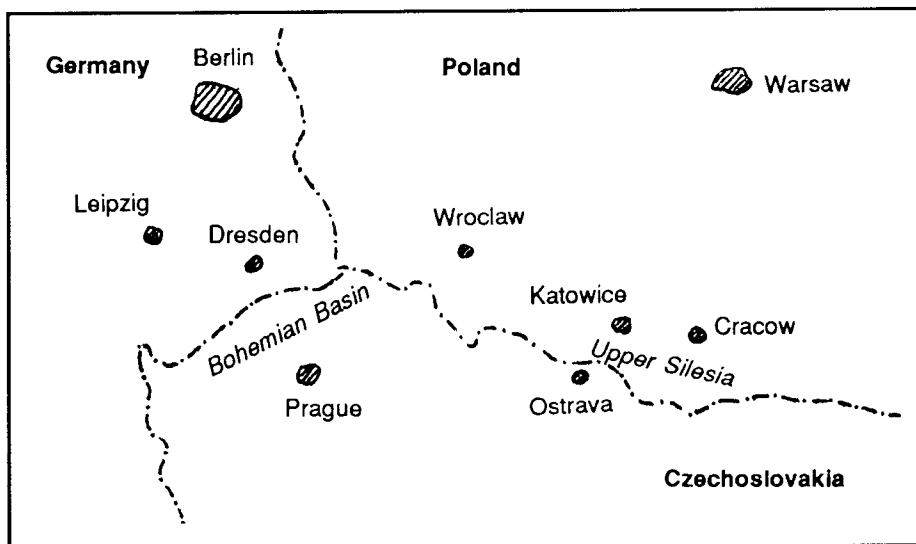 Germany
Berlin
Poland
Warsaw
Leipzig
Dresden
Wroclaw
Bohemian Basin
Katowice
Cracow
Upper Silesia
Prague
Ostrava
Czechoslovakia